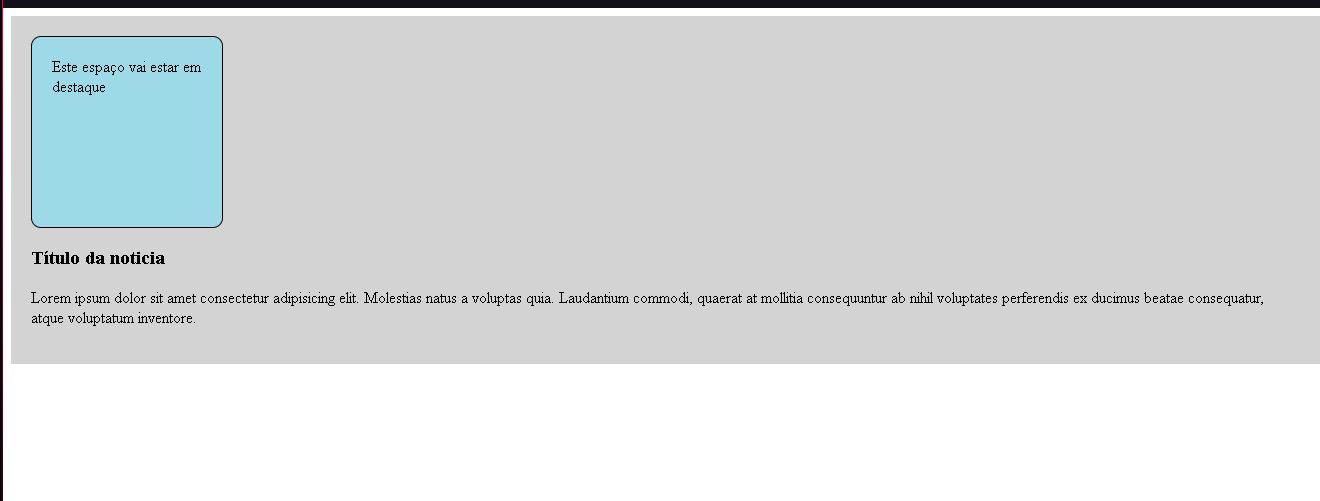 Este espaço vai estar em
destaque
Título da noticia
Lorem ipsum dolor sit amet consectetur adipisicing elit. Molestias natus a voluptas quia. Laudantium commodi, quaerat at mollitia consequuntur ab nihil voluptates perferendis ex ducimus beatae consequatur,
atque voluptatum inventore.